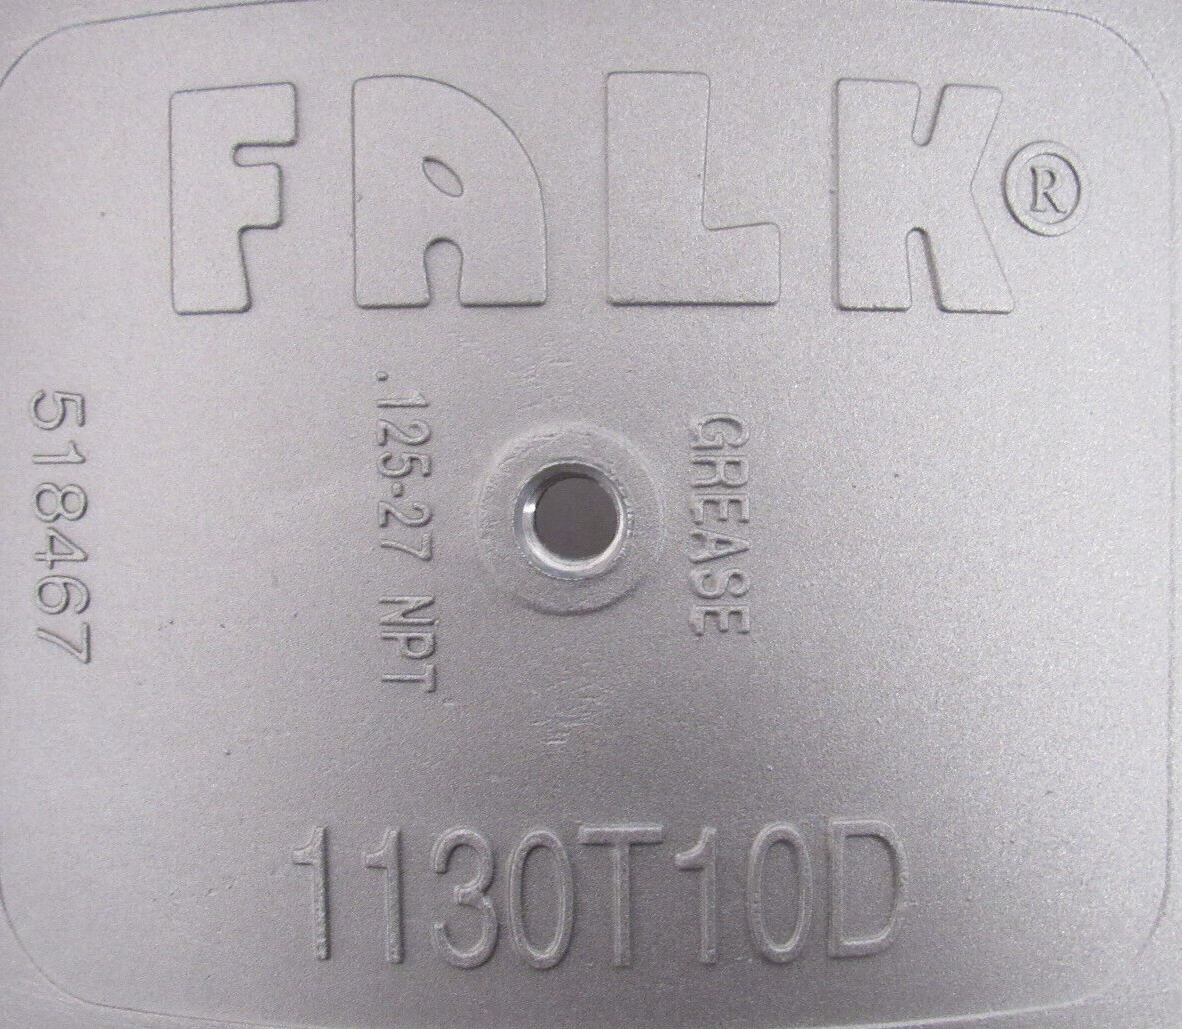 FALK®
518467
.125-27 NPT
GREASE
1130T10D